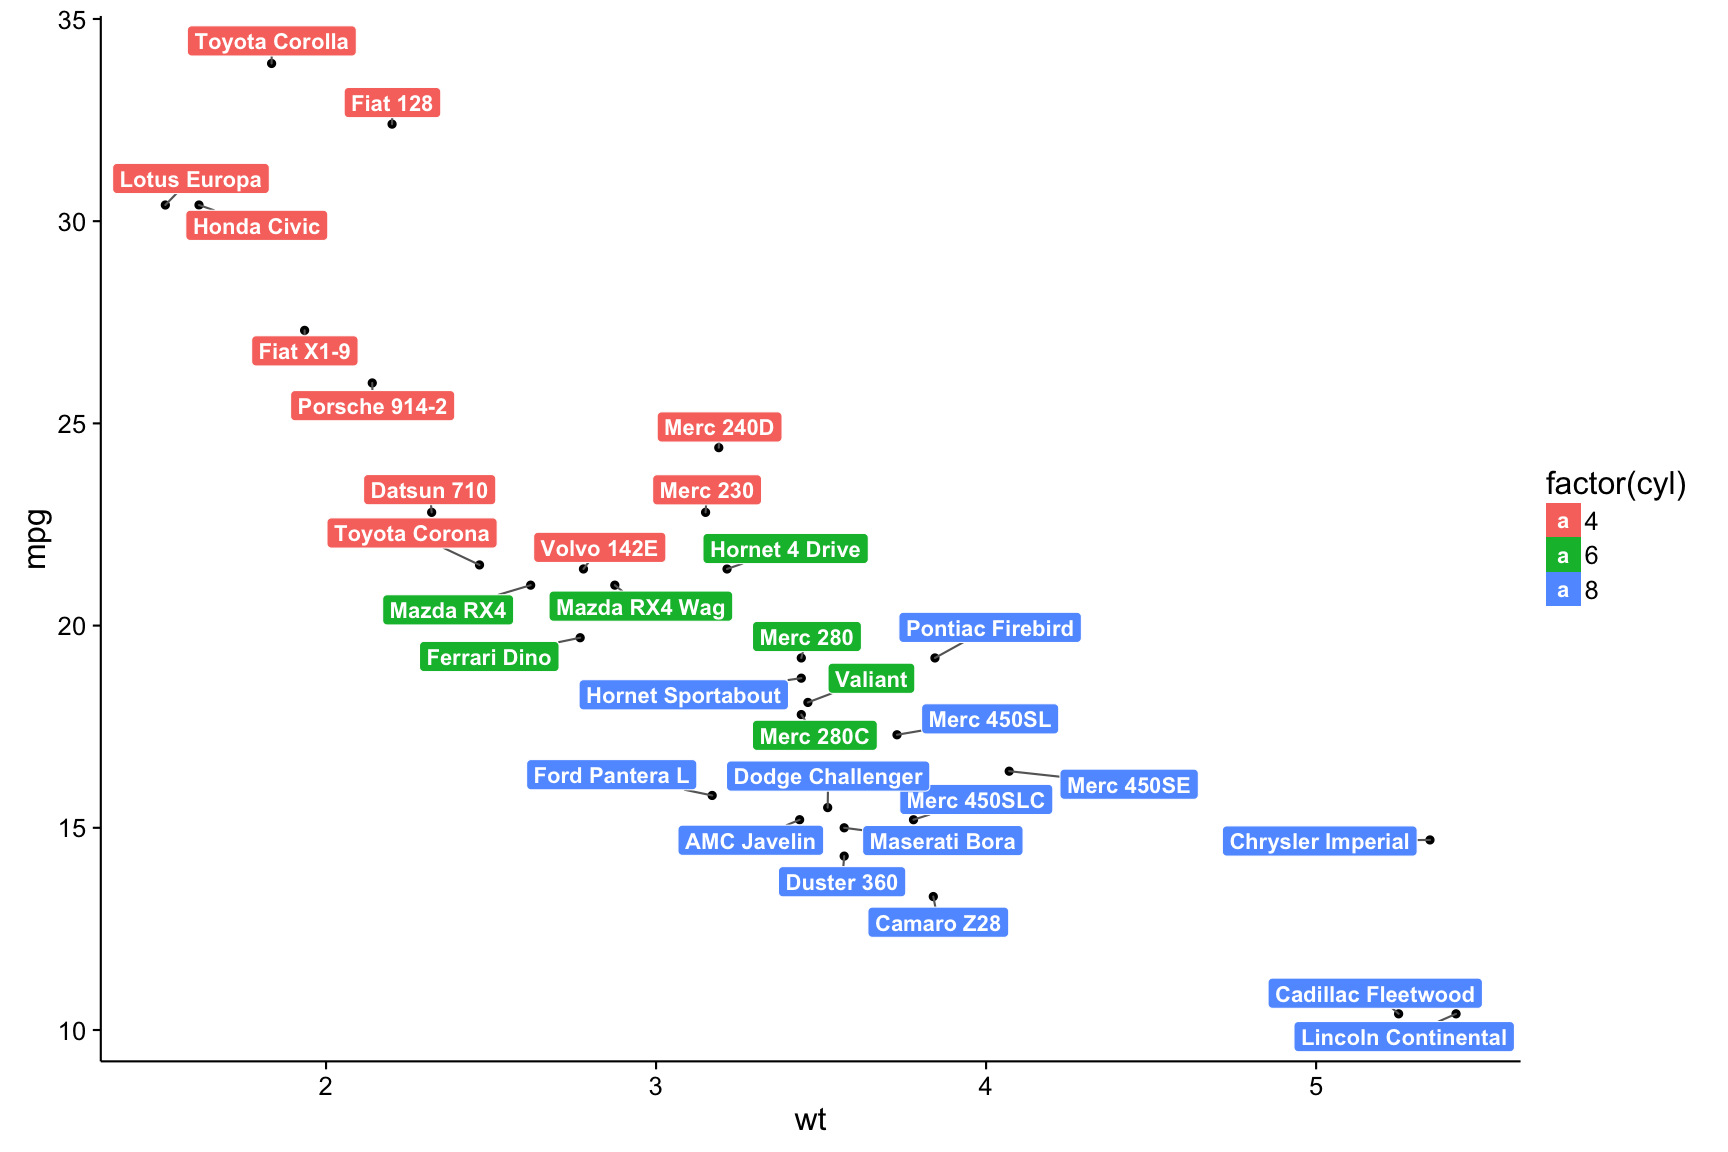 35
Toyota Corolla
Fiat 128
Lotus Europa
30
Honda Civic
Fiat X1-9
Porsche 914-2
25
Merc 240D
Datsun 710
Merc 230
Toyota Corona
Volvo 142E
Hornet 4 Drive
Mazda RX4
Mazda RX4 Wag
20
Pontiac Firebird
Merc 280
Ferrari Dino
Valiant
Hornet Sportabout
Merc 450SL
Merc 280C
Ford Pantera L
Dodge Challenger
Merc 450SE
Merc 450SLC
15
AMC Javelin
Maserati Bora
Chrysler Imperial
Duster 360
Camaro Z28
Cadillac Fleetwood
10
Lincoln Continental
2 3 4 5
wt
mpg
factor(cyl)
a 4
a 6
a 8